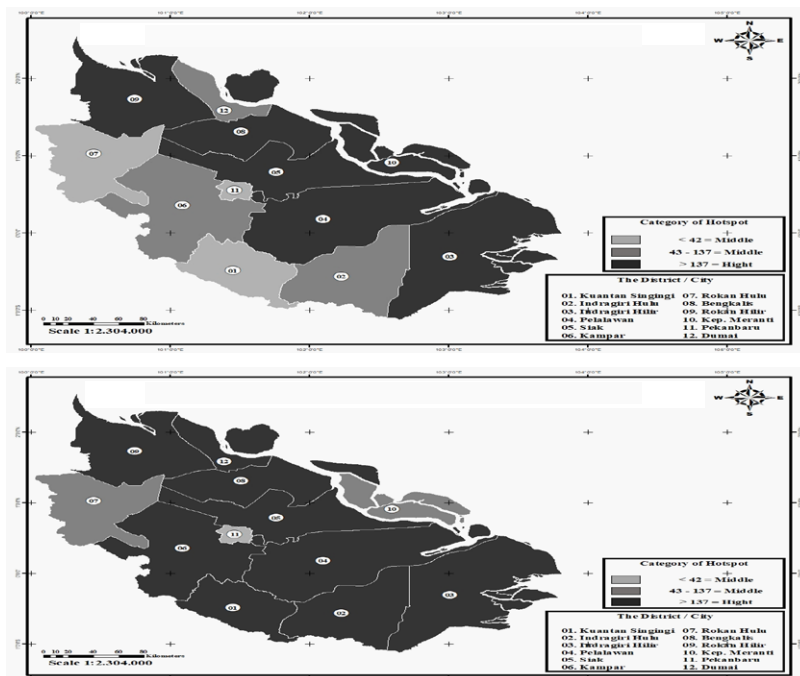 N
W E
S
09
12
08
07
05
10
11
06
04
03
01
02
Category of Hotspot
< 42 = Middle
43 - 137 = Middle
> 137 = Hight
The District / City
01. Kuantan Singingi 07. Rokan Hulu
02. Indragiri Hulu 08. Bengkalis
03. Indragiri Hilir 09. Rokan Hilir
04. Pelalawan 10. Kep. Meranti
05. Siak 11. Pekanbaru
06. Kampar 12. Dumai
0 10 20 40 60 80
Kilometers
Scale 1:2.304.000
N
W E
S
09
12
08
07
10
05
11
06
04
03
01
02
Category of Hotspot
< 42 = Middle
43 - 137 = Middle
> 137 = Hight
The District / City
01. Kuantan Singingi 07. Rokan Hulu
02. Indragiri Hulu 08. Bengkalis
03. Indragiri Hilir 09. Rokan Hilir
04. Pelalawan 10. Kep. Meranti
05. Siak 11. Pekanbaru
06. Kampar 12. Dumai
0 10 20 40 60 80
Kilometers
Scale 1:2.304.000